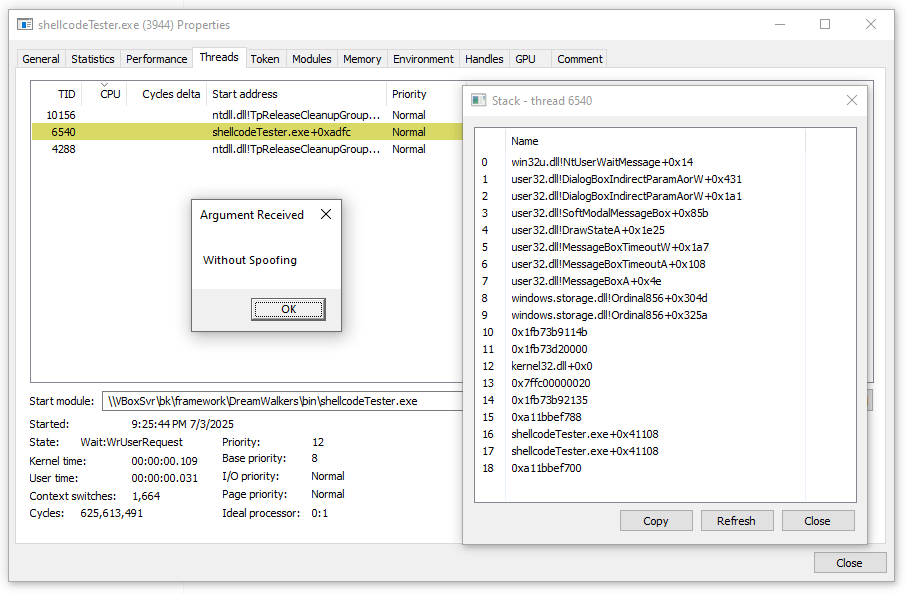 shellcodeTester.exe (3944) Properties
General Statistics Performance Threads Token Modules Memory Environment Handles GPU Comment
TID CPU Cycles delta Start address Priority
10156 ntdll.dll!TpReleaseCleanupGroup... Normal
6540 shellcodeTester.exe+0xadfc Normal
4288 ntdll.dll!TpReleaseCleanupGroup... Normal
Argument Received
Without Spoofing
OK
Start module: \\VBoxSvr\bk\framework\DreamWalkers\bin\shellcodeTester.exe
Started: 9:25:44 PM 7/3/2025
State: Wait:WrUserRequest Priority: 12
Kernel time: 00:00:00.109 Base priority: 8
User time: 00:00:00.031 I/O priority: Normal
Context switches: 1,664 Page priority: Normal
Cycles: 625,613,491 Ideal processor: 0:1
Stack - thread 6540
Name
0 win32u.dll!NtUserWaitMessage+0x14
1 user32.dll!DialogBoxIndirectParamAorW+0x431
2 user32.dll!DialogBoxIndirectParamAorW+0x1a1
3 user32.dll!SoftModalMessageBox+0x85b
4 user32.dll!DrawStateA+0x1e25
5 user32.dll!MessageBoxTimeoutW+0x1a7
6 user32.dll!MessageBoxTimeoutA+0x108
7 user32.dll!MessageBoxA+0x4e
8 windows.storage.dll!Ordinal856+0x304d
9 windows.storage.dll!Ordinal856+0x325a
10 0x1fb73b9114b
11 0x1fb73d20000
12 kernel32.dll+0x0
13 0x7ffc00000020
14 0x1fb73b92135
15 0xa11bbef788
16 shellcodeTester.exe+0x41108
17 shellcodeTester.exe+0x41108
18 0xa11bbef700
Copy Refresh Close
Close